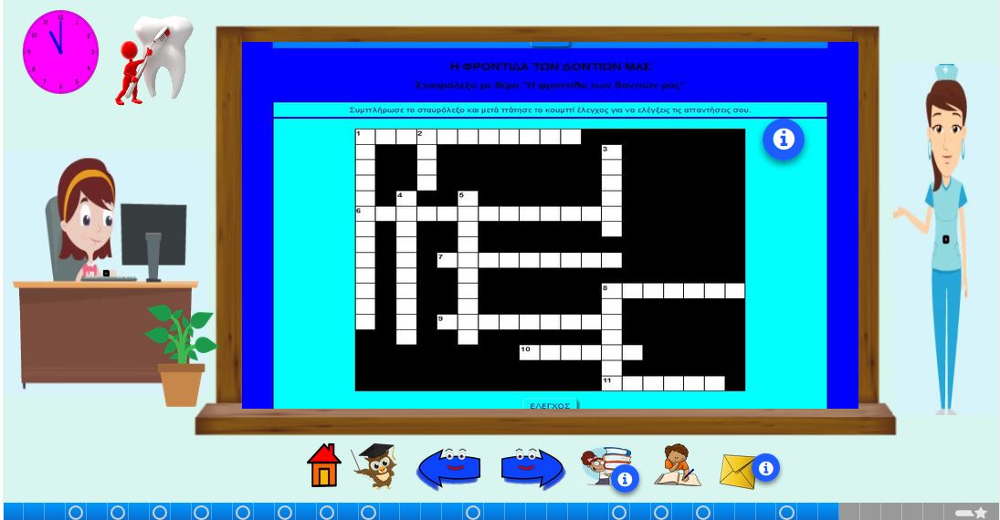 Η ΦΡΟΝΤΙΔΑ ΤΩΝ ΔΟΝΤΙΩΝ ΜΑΣ
Σταυρόλεξο με θέμα "Η φροντίδα των δοντιών μας"
Συμπλήρωσε το σταυρόλεξο και μετά πάτησε το κουμπί έλεγχος για να ελέγξεις τις απαντήσεις σου.
1 2
3
4 5
6
7
8
9
10
11
ΕΛΕΓΧΟΣ